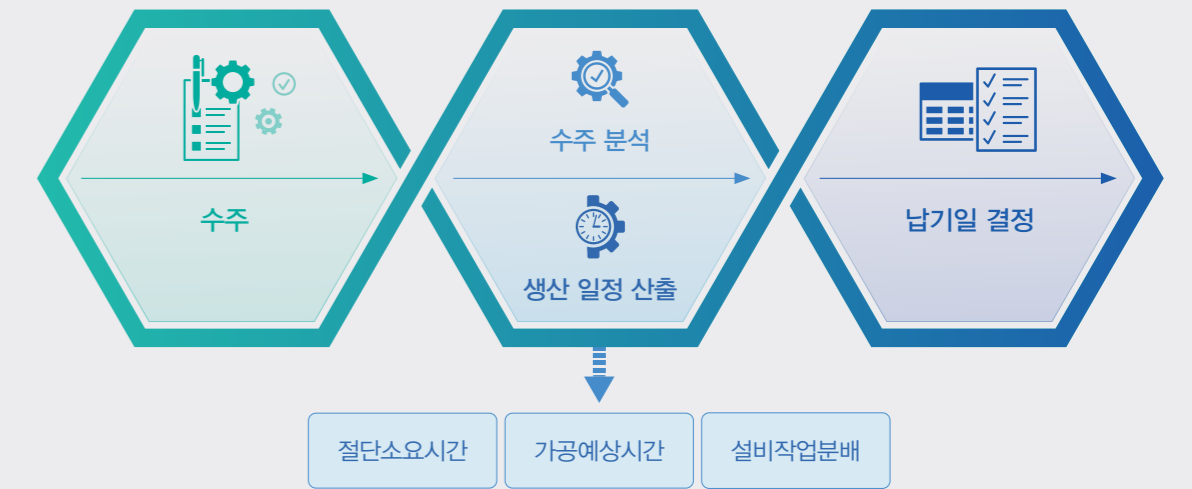 수주
수주 분석
생산 일정 산출
납기일 결정
절단소요시간
가공예상시간
설비작업분배